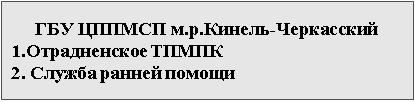 ГБУ ЦППМСП м.р.Кинель-Черкасский
1.Отрадненское ТПМПК
2. Служба ранней помощи